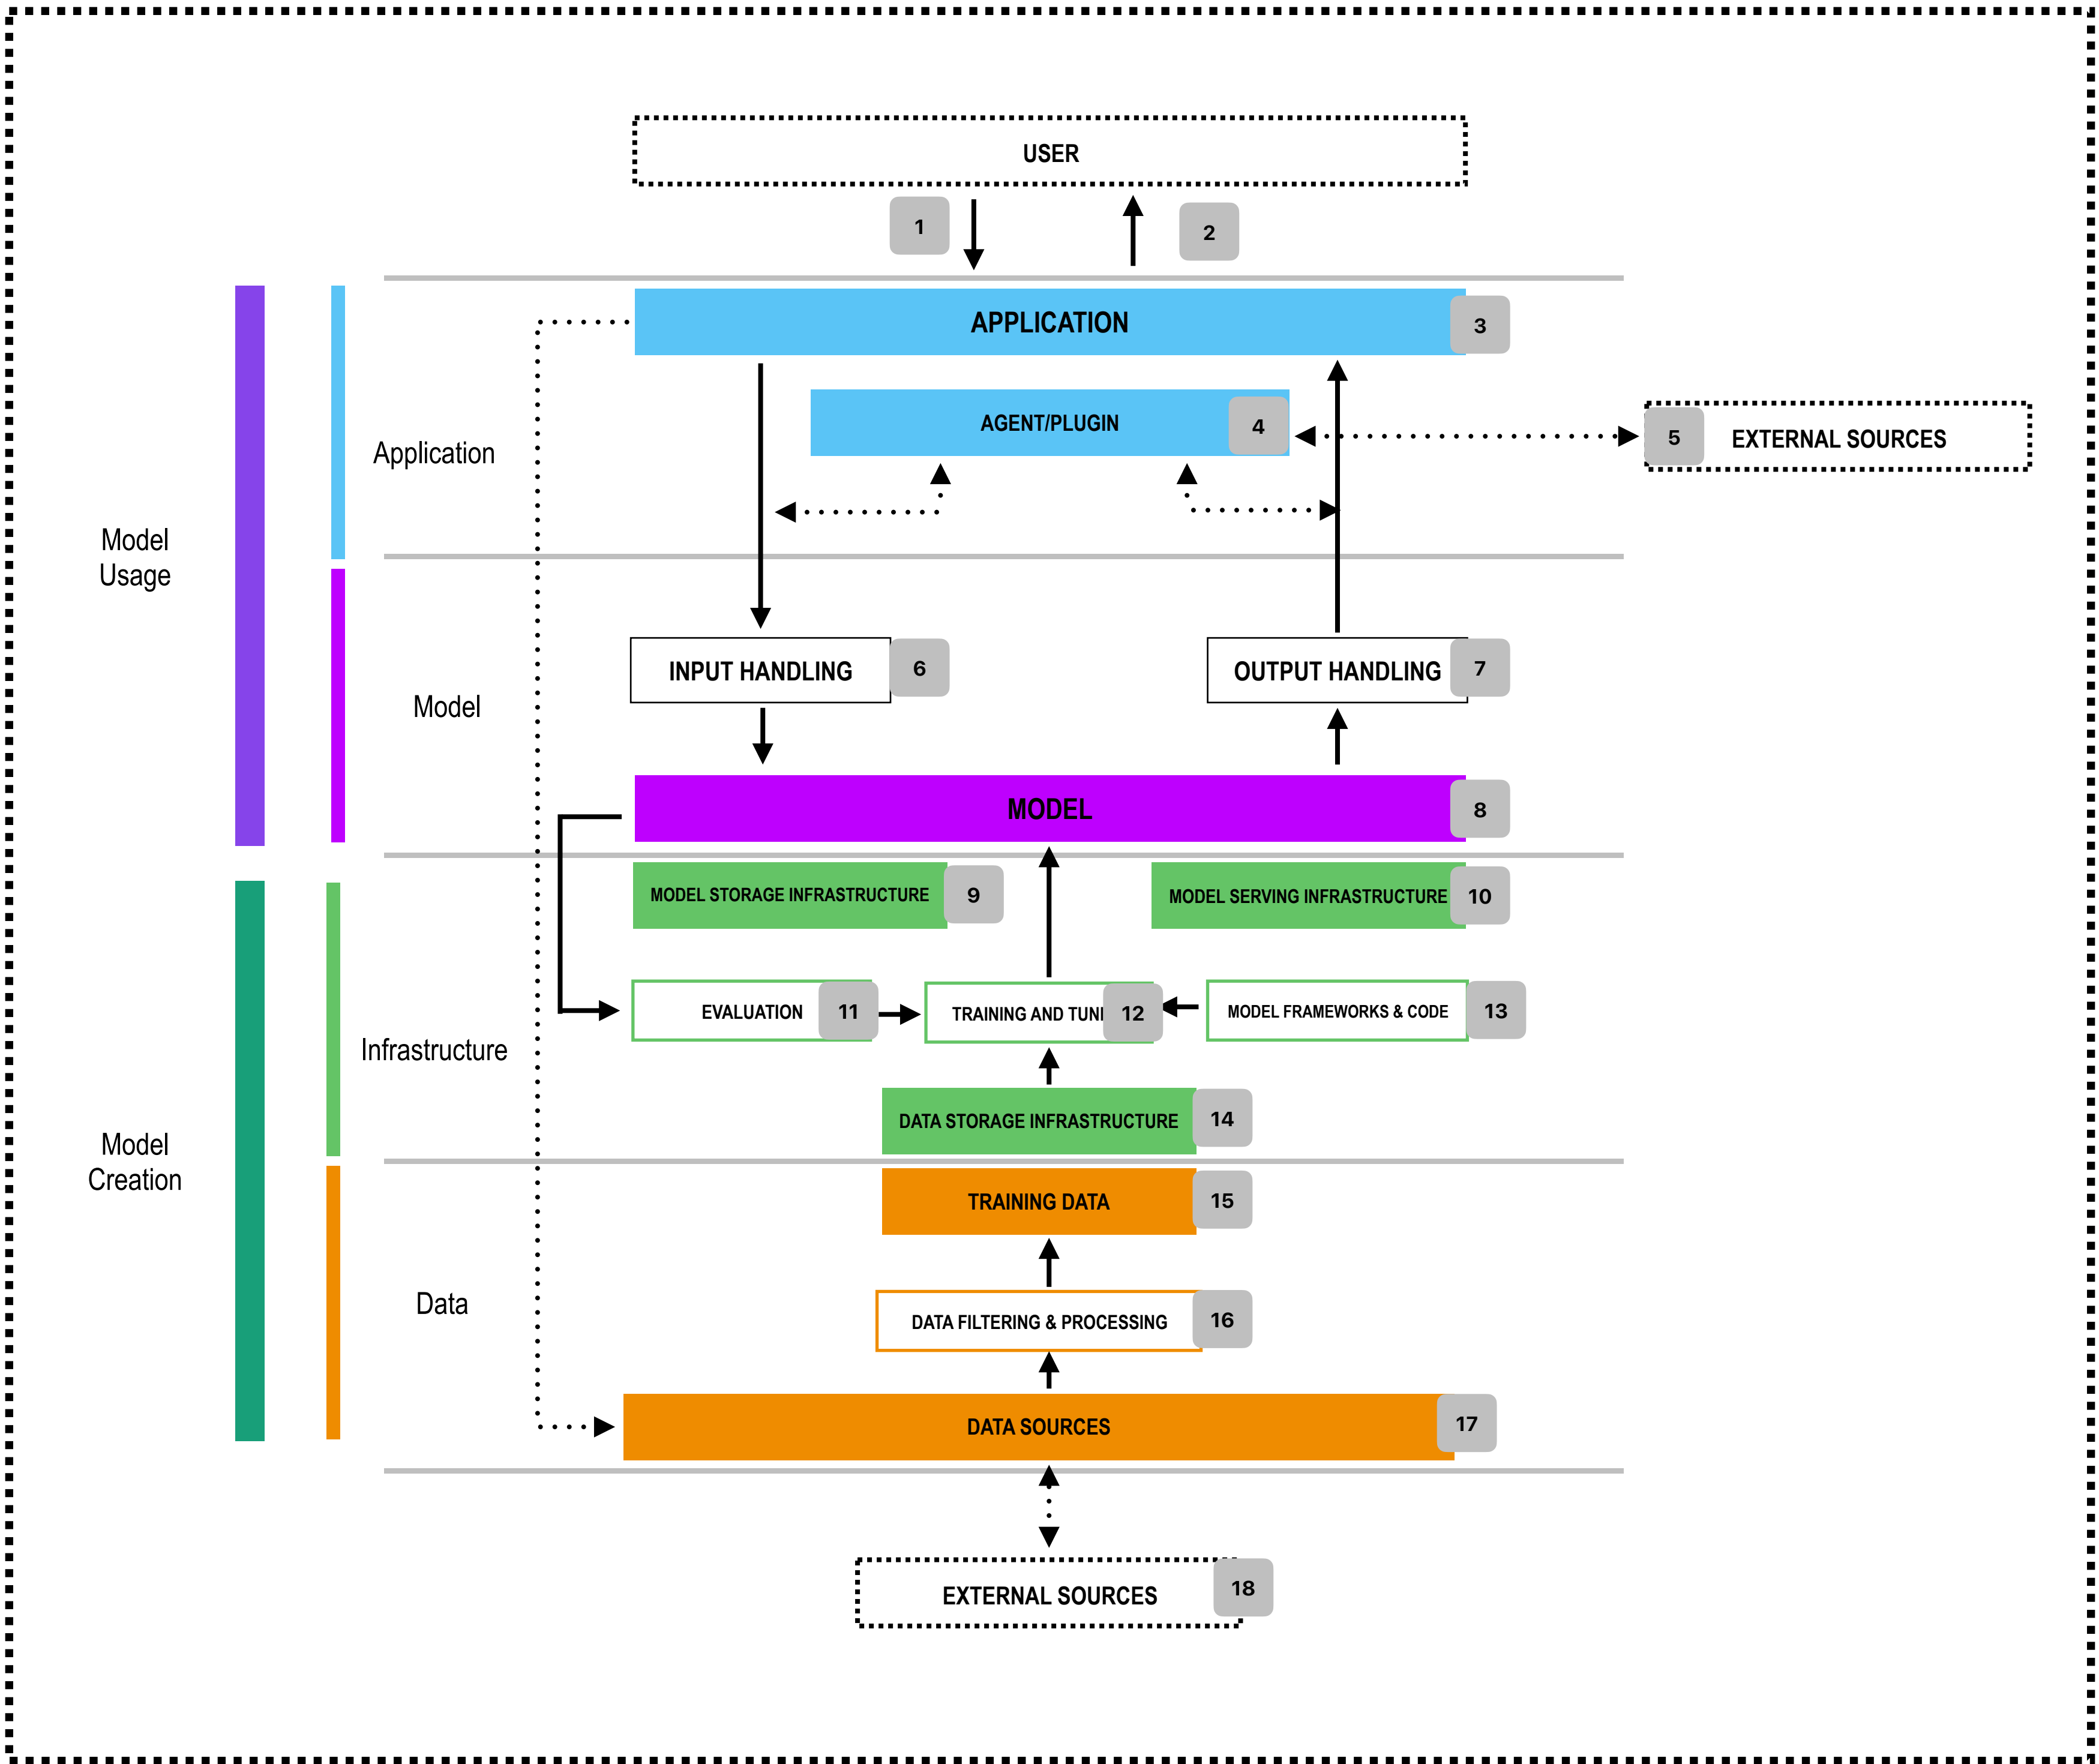 USER
1
2
APPLICATION
3
AGENT/PLUGIN
4
5
EXTERNAL SOURCES
Application
Model
Usage
INPUT HANDLING
6
OUTPUT HANDLING
7
Model
MODEL
8
MODEL STORAGE INFRASTRUCTURE
9
MODEL SERVING INFRASTRUCTURE
10
EVALUATION
11
TRAINING AND TUNI
12
MODEL FRAMEWORKS & CODE
13
Infrastructure
DATA STORAGE INFRASTRUCTURE
14
Model
Creation
TRAINING DATA
15
Data
DATA FILTERING & PROCESSING
16
DATA SOURCES
17
EXTERNAL SOURCES
18